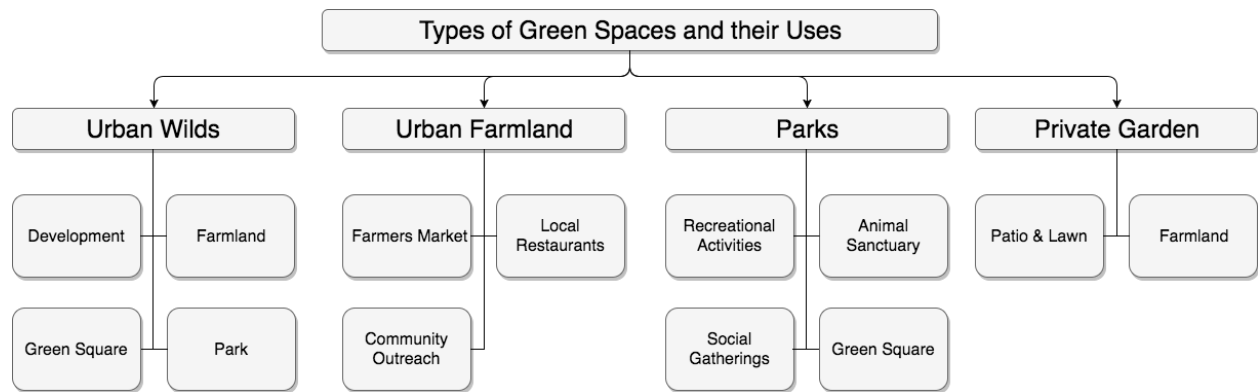 Types of Green Spaces and their Uses
Urban Wilds
Urban Farmland
Parks
Private Garden
Development
Farmland
Farmers Market
Local
Restaurants
Recreational
Activities
Animal
Sanctuary
Patio & Lawn
Farmland
Green Square
Park
Community
Outreach
Social
Gatherings
Green Square